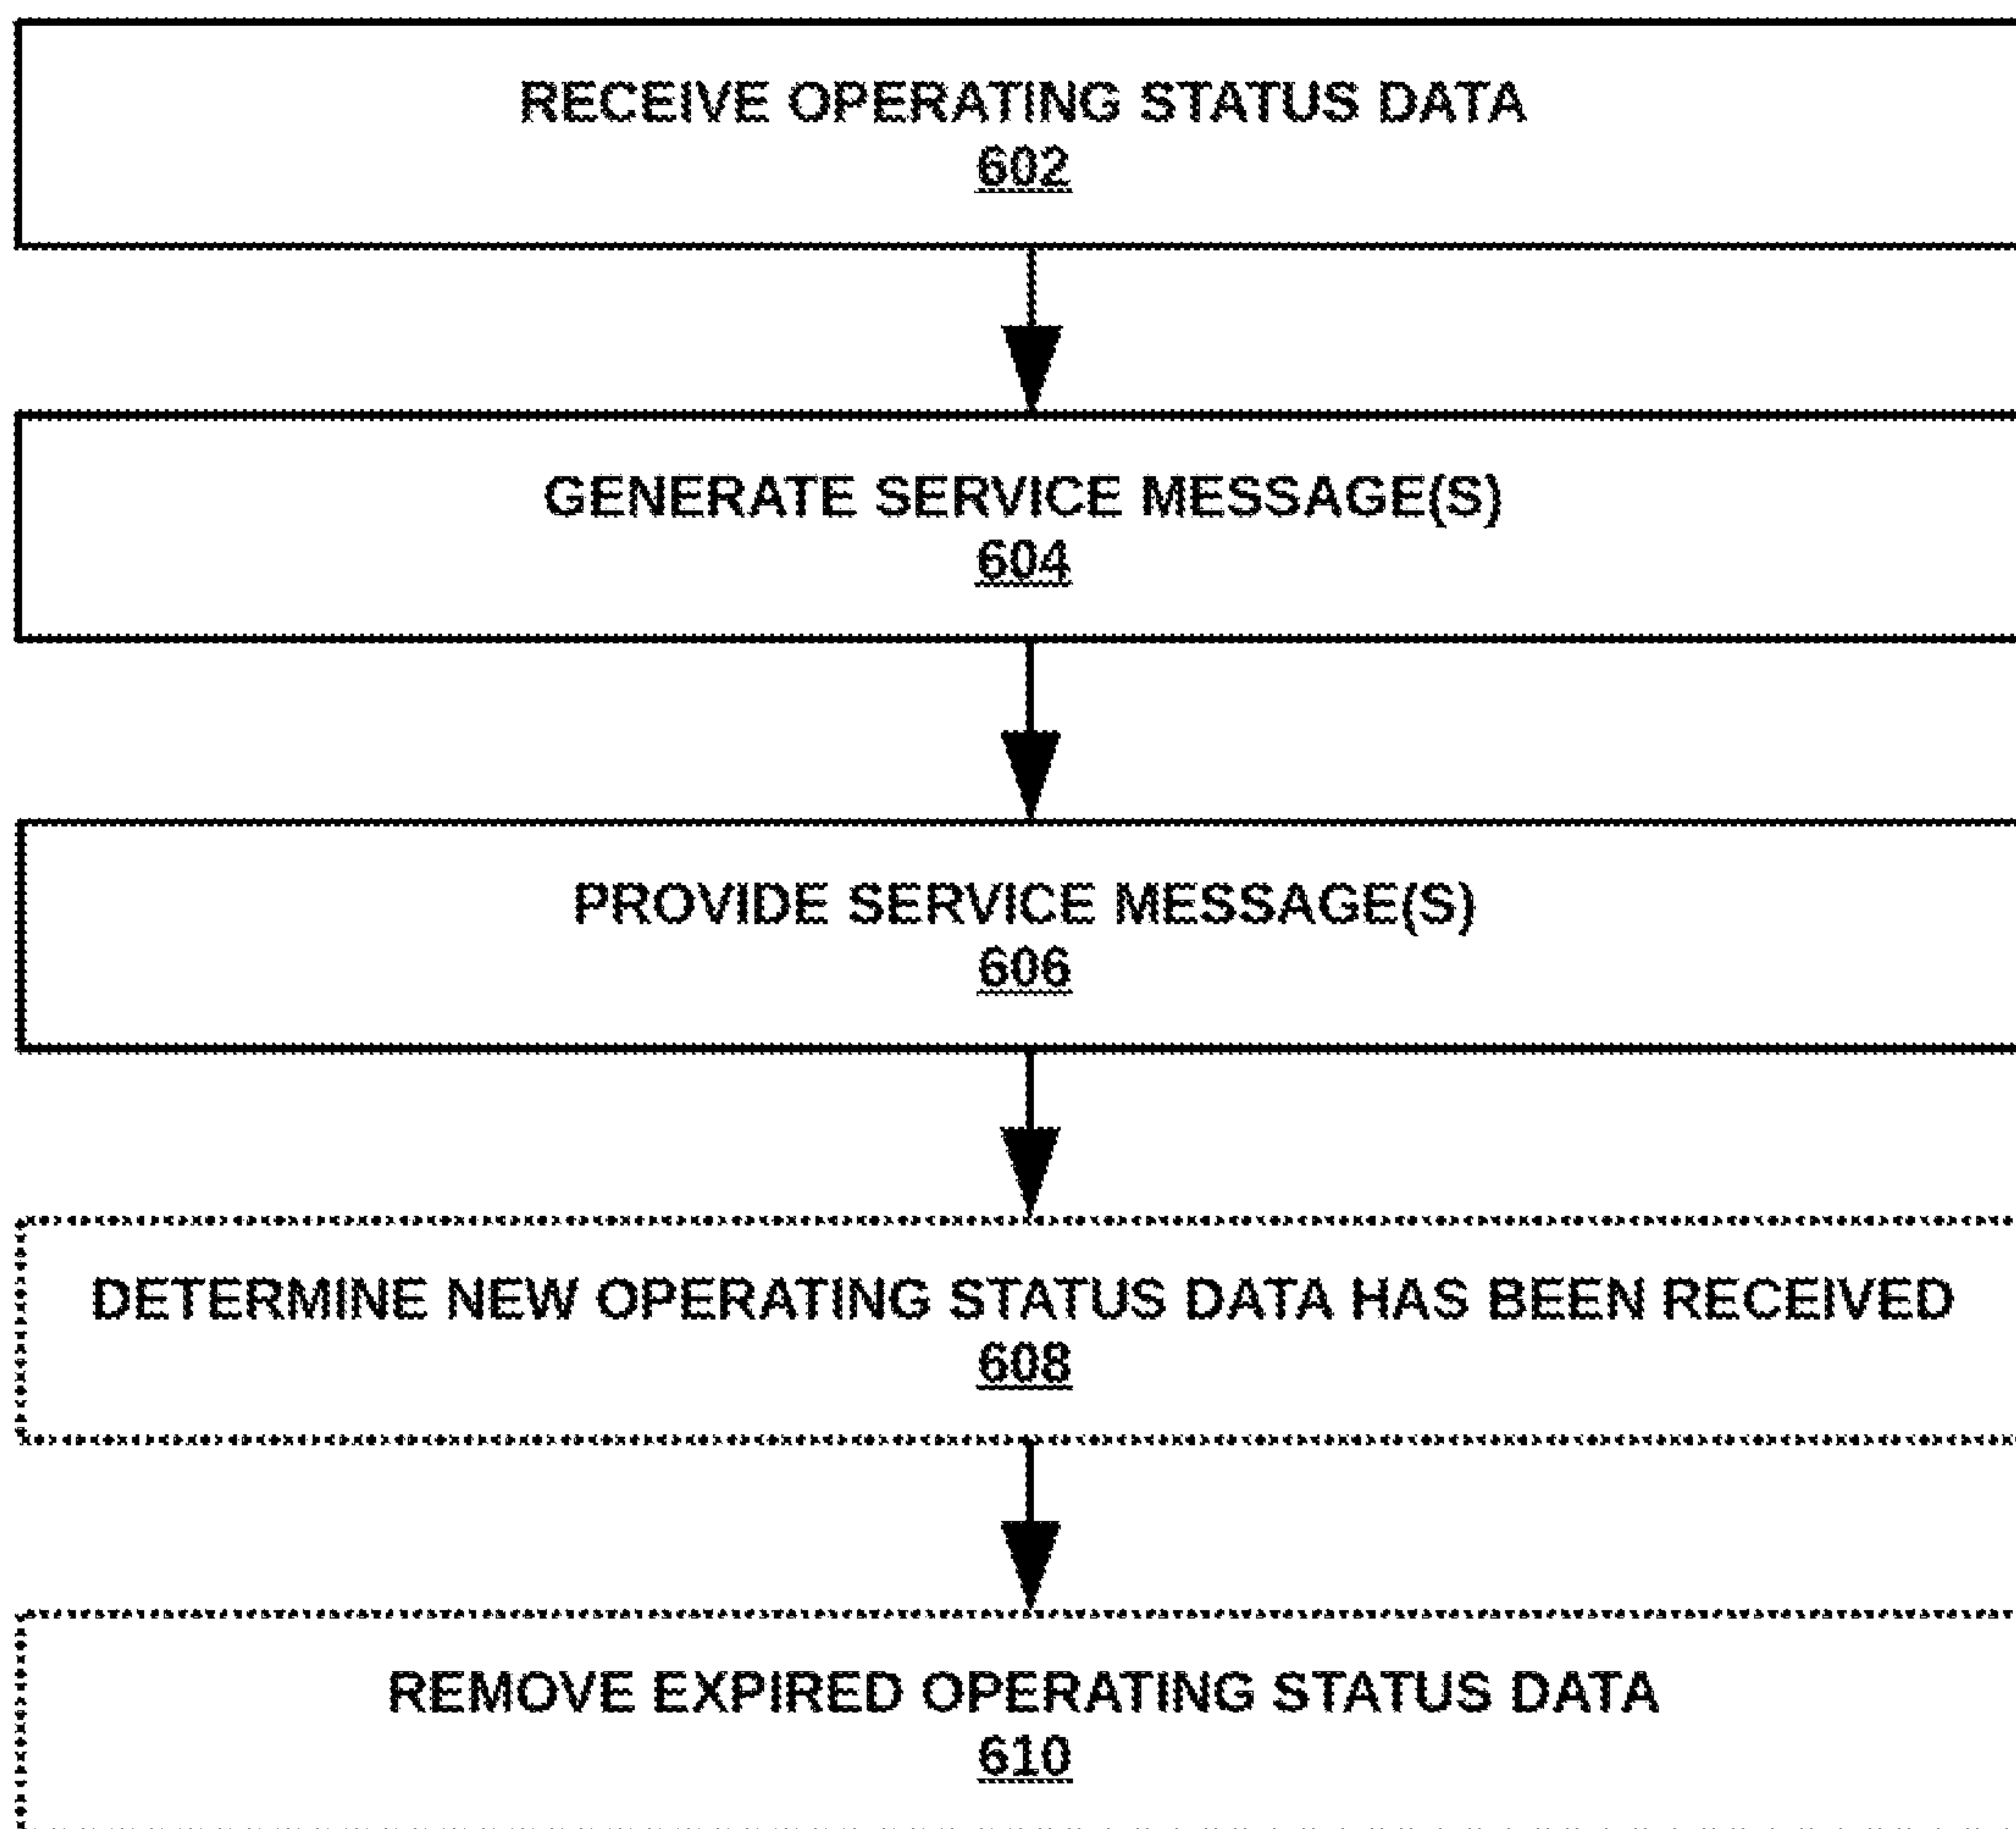 RECEIVE OPERATING STATUS DATA
602
GENERATE SERVICE MESSAGE(S)
604
PROVIDE SERVICE MESSAGE(S)
606
DETERMINE NEW OPERATING STATUS DATA HAS BEEN RECEIVED
608
REMOVE EXPIRED OPERATING STATUS DATA
610